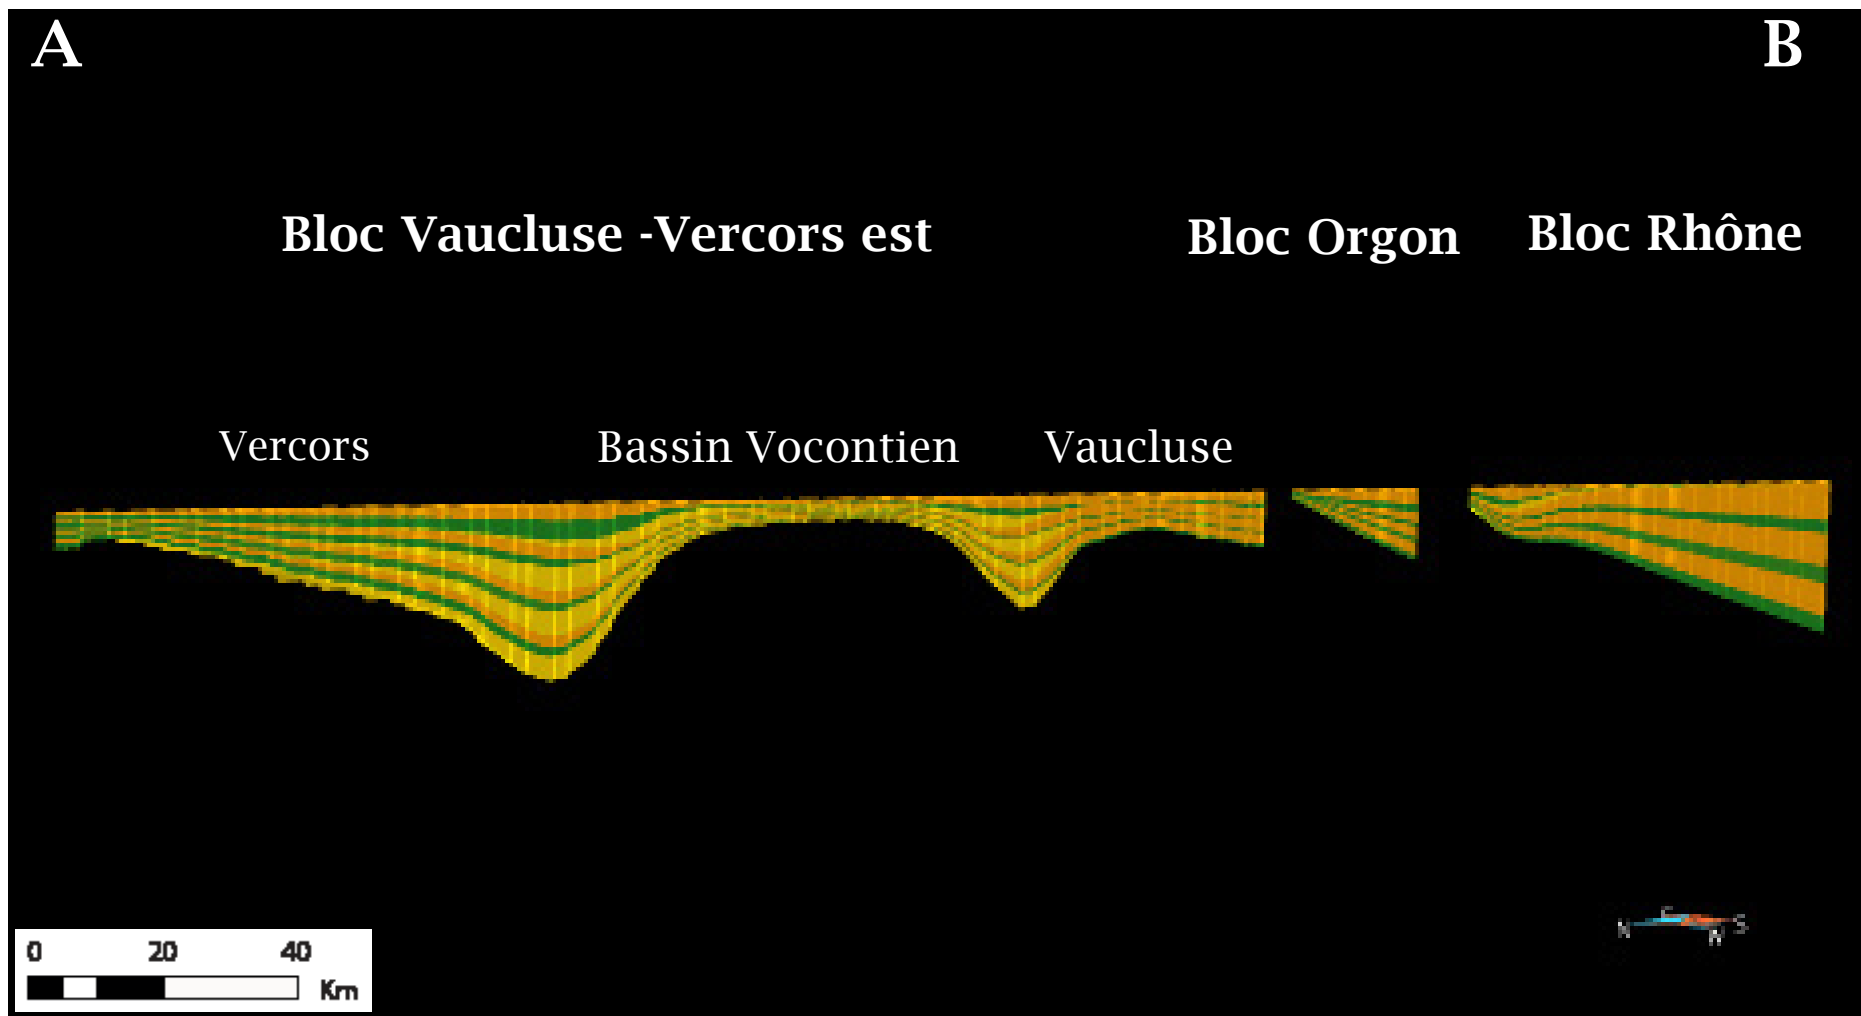 A B
Bloc Vaucluse -Vercors est Bloc Orgon Bloc Rhône
Vercors Bassin Vocontien Vaucluse
N S
0 20 40
Km